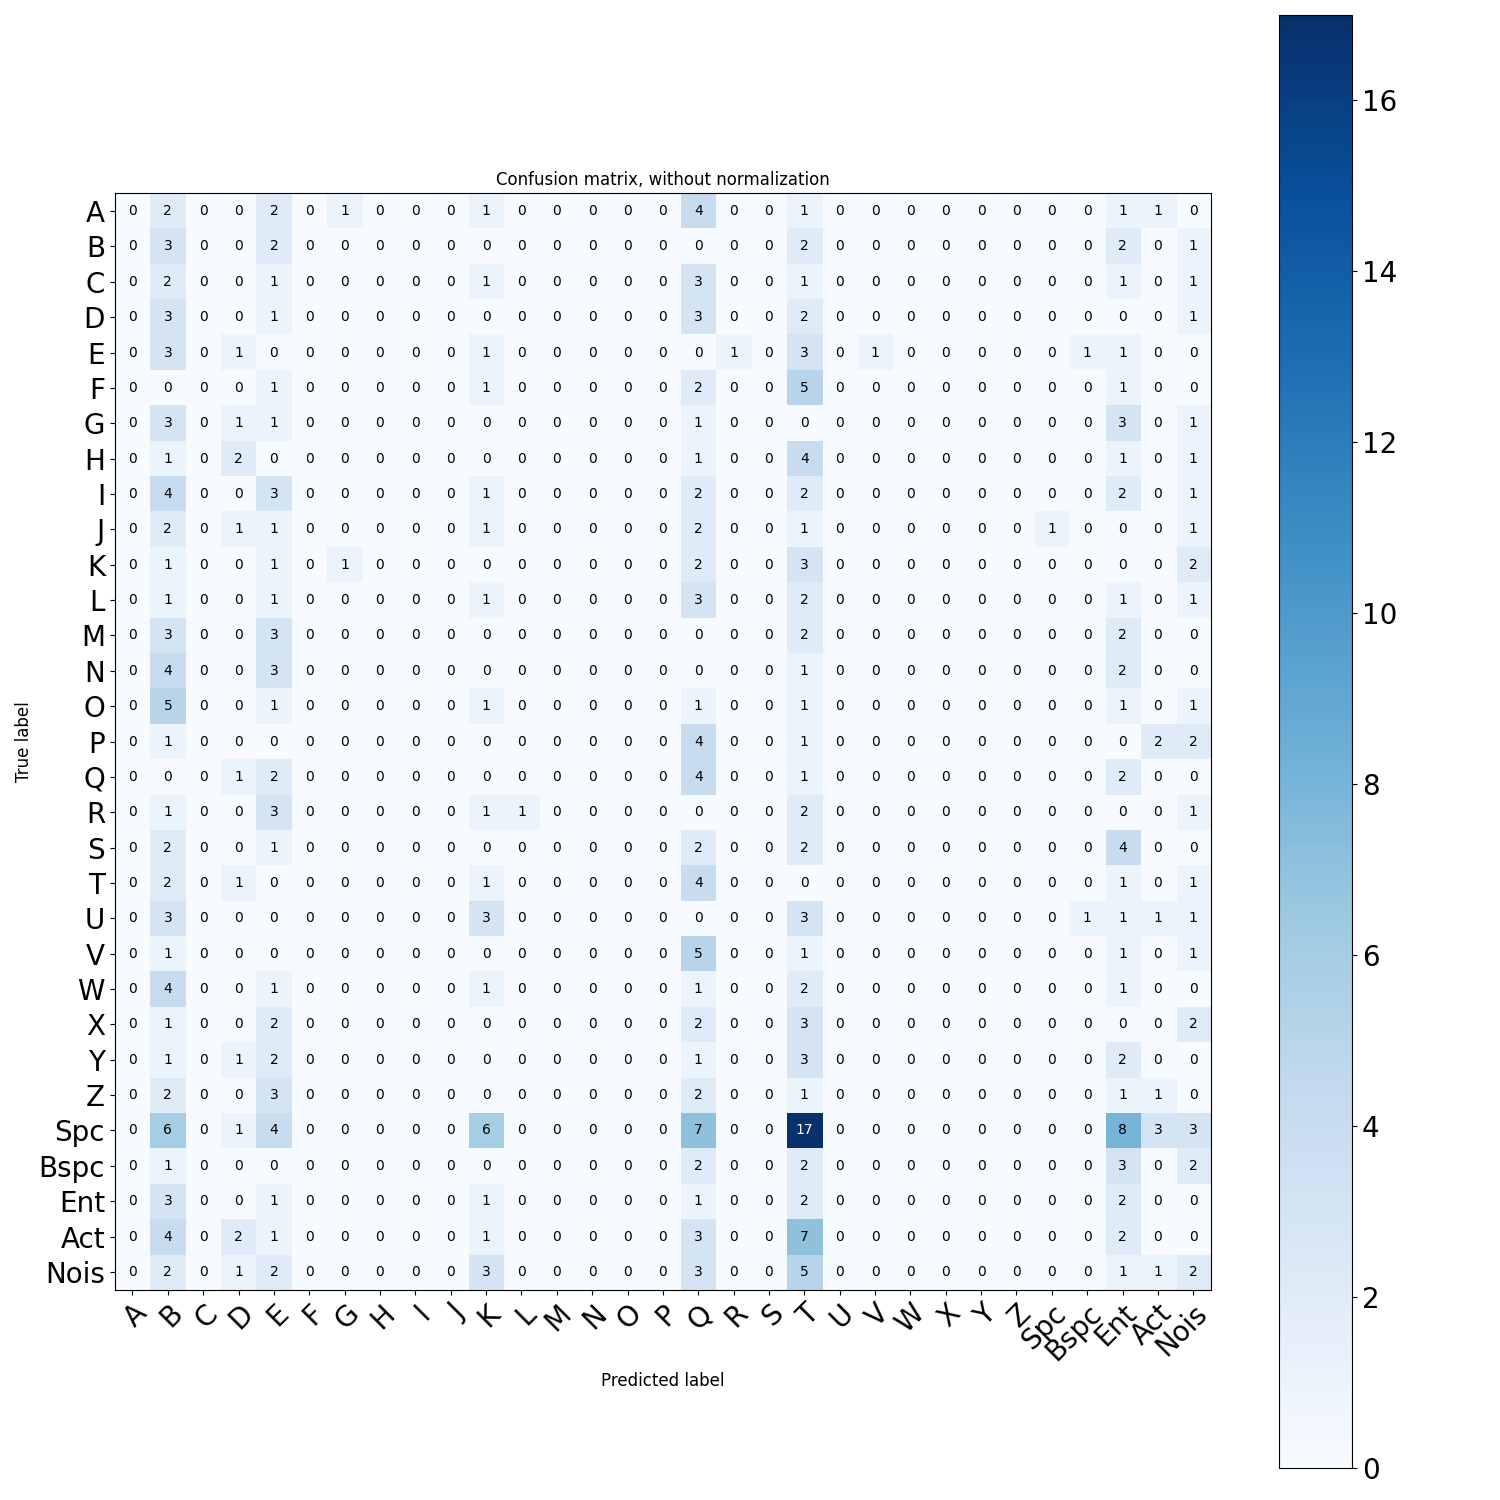 Confusion matrix, without normalization
True label
A 0 2 0 0 2 0 1 0 0 0 1 0 0 0 0 0 4 0 0 1 0 0 0 0 0 0 0 0 1 1 0
B 0 3 0 0 2 0 0 0 0 0 0 0 0 0 0 0 0 0 0 2 0 0 0 0 0 0 0 0 2 0 1
C 0 2 0 0 1 0 0 0 0 0 1 0 0 0 0 0 3 0 0 1 0 0 0 0 0 0 0 0 1 0 1
D 0 3 0 0 1 0 0 0 0 0 0 0 0 0 0 0 3 0 0 2 0 0 0 0 0 0 0 0 0 0 1
E 0 3 0 1 0 0 0 0 0 0 1 0 0 0 0 0 0 1 0 3 0 1 0 0 0 0 0 1 1 0 0
F 0 0 0 0 1 0 0 0 0 0 1 0 0 0 0 0 2 0 0 5 0 0 0 0 0 0 0 0 1 0 0
G 0 3 0 1 1 0 0 0 0 0 0 0 0 0 0 0 1 0 0 0 0 0 0 0 0 0 0 0 3 0 1
H 0 1 0 2 0 0 0 0 0 0 0 0 0 0 0 0 1 0 0 4 0 0 0 0 0 0 0 0 1 0 1
I 0 4 0 0 3 0 0 0 0 0 1 0 0 0 0 0 2 0 0 2 0 0 0 0 0 0 0 0 2 0 1
J 0 2 0 1 1 0 0 0 0 0 1 0 0 0 0 0 2 0 0 1 0 0 0 0 0 0 1 0 0 0 1
K 0 1 0 0 1 0 1 0 0 0 0 0 0 0 0 0 2 0 0 3 0 0 0 0 0 0 0 0 0 0 2
L 0 1 0 0 1 0 0 0 0 0 1 0 0 0 0 0 3 0 0 2 0 0 0 0 0 0 0 0 1 0 1
M 0 3 0 0 3 0 0 0 0 0 0 0 0 0 0 0 0 0 0 2 0 0 0 0 0 0 0 0 2 0 0
N 0 4 0 0 3 0 0 0 0 0 0 0 0 0 0 0 0 0 0 1 0 0 0 0 0 0 0 0 2 0 0
O 0 5 0 0 1 0 0 0 0 0 1 0 0 0 0 0 1 0 0 1 0 0 0 0 0 0 0 0 1 0 1
P 0 1 0 0 0 0 0 0 0 0 0 0 0 0 0 0 4 0 0 1 0 0 0 0 0 0 0 0 0 2 2
Q 0 0 0 1 2 0 0 0 0 0 0 0 0 0 0 0 4 0 0 1 0 0 0 0 0 0 0 0 2 0 0
R 0 1 0 0 3 0 0 0 0 0 1 1 0 0 0 0 0 0 0 2 0 0 0 0 0 0 0 0 0 0 1
S 0 2 0 0 1 0 0 0 0 0 0 0 0 0 0 0 2 0 0 2 0 0 0 0 0 0 0 0 4 0 0
T 0 2 0 1 0 0 0 0 0 0 1 0 0 0 0 0 4 0 0 0 0 0 0 0 0 0 0 0 1 0 1
U 0 3 0 0 0 0 0 0 0 0 3 0 0 0 0 0 0 0 0 3 0 0 0 0 0 0 0 1 1 1 1
V 0 1 0 0 0 0 0 0 0 0 0 0 0 0 0 0 5 0 0 1 0 0 0 0 0 0 0 0 1 0 1
W 0 4 0 0 1 0 0 0 0 0 1 0 0 0 0 0 1 0 0 2 0 0 0 0 0 0 0 0 1 0 0
X 0 1 0 0 2 0 0 0 0 0 0 0 0 0 0 0 2 0 0 3 0 0 0 0 0 0 0 0 0 0 2
Y 0 1 0 1 2 0 0 0 0 0 0 0 0 0 0 0 1 0 0 3 0 0 0 0 0 0 0 0 2 0 0
Z 0 2 0 0 3 0 0 0 0 0 0 0 0 0 0 0 2 0 0 1 0 0 0 0 0 0 0 0 1 1 0
Spc 0 6 0 1 4 0 0 0 0 0 6 0 0 0 0 0 7 0 0 17 0 0 0 0 0 0 0 0 8 3 3
Bspc 0 1 0 0 0 0 0 0 0 0 0 0 0 0 0 0 2 0 0 2 0 0 0 0 0 0 0 0 3 0 2
Ent 0 3 0 0 1 0 0 0 0 0 1 0 0 0 0 0 1 0 0 2 0 0 0 0 0 0 0 0 2 0 0
Act 0 4 0 2 1 0 0 0 0 0 1 0 0 0 0 0 3 0 0 7 0 0 0 0 0 0 0 0 2 0 0
Nois 0 2 0 1 2 0 0 0 0 0 3 0 0 0 0 0 3 0 0 5 0 0 0 0 0 0 0 0 1 1 2
A B C D E F G H I J K L M N O P Q R S T U V W X Y Z Spc Bspc Ent Act Nois
Predicted label
16
14
12
10
8
6
4
2
0